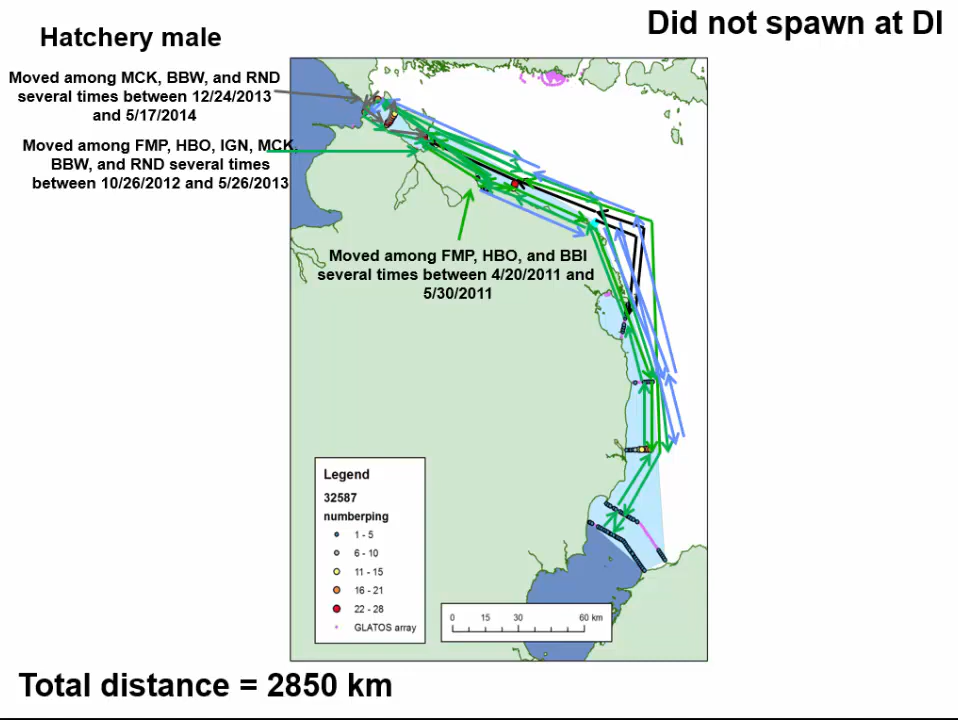 Did not spawn at DI
Hatchery male
Moved among MCK, BBW, and RND
several times between 12/24/2013
and 5/17/2014
Moved among FMP, HBO, IGN, MCK,
BBW, and RND several times
between 10/26/2012 and 5/26/2013
Moved among FMP, HBO, and BBI
several times between 4/20/2011 and
5/30/2011
Legend
32587
numberping
1 - 5
6 - 10
11 - 15
16 - 21
22 - 28
GLATOS array
0 15 30 60 km
Total distance = 2850 km